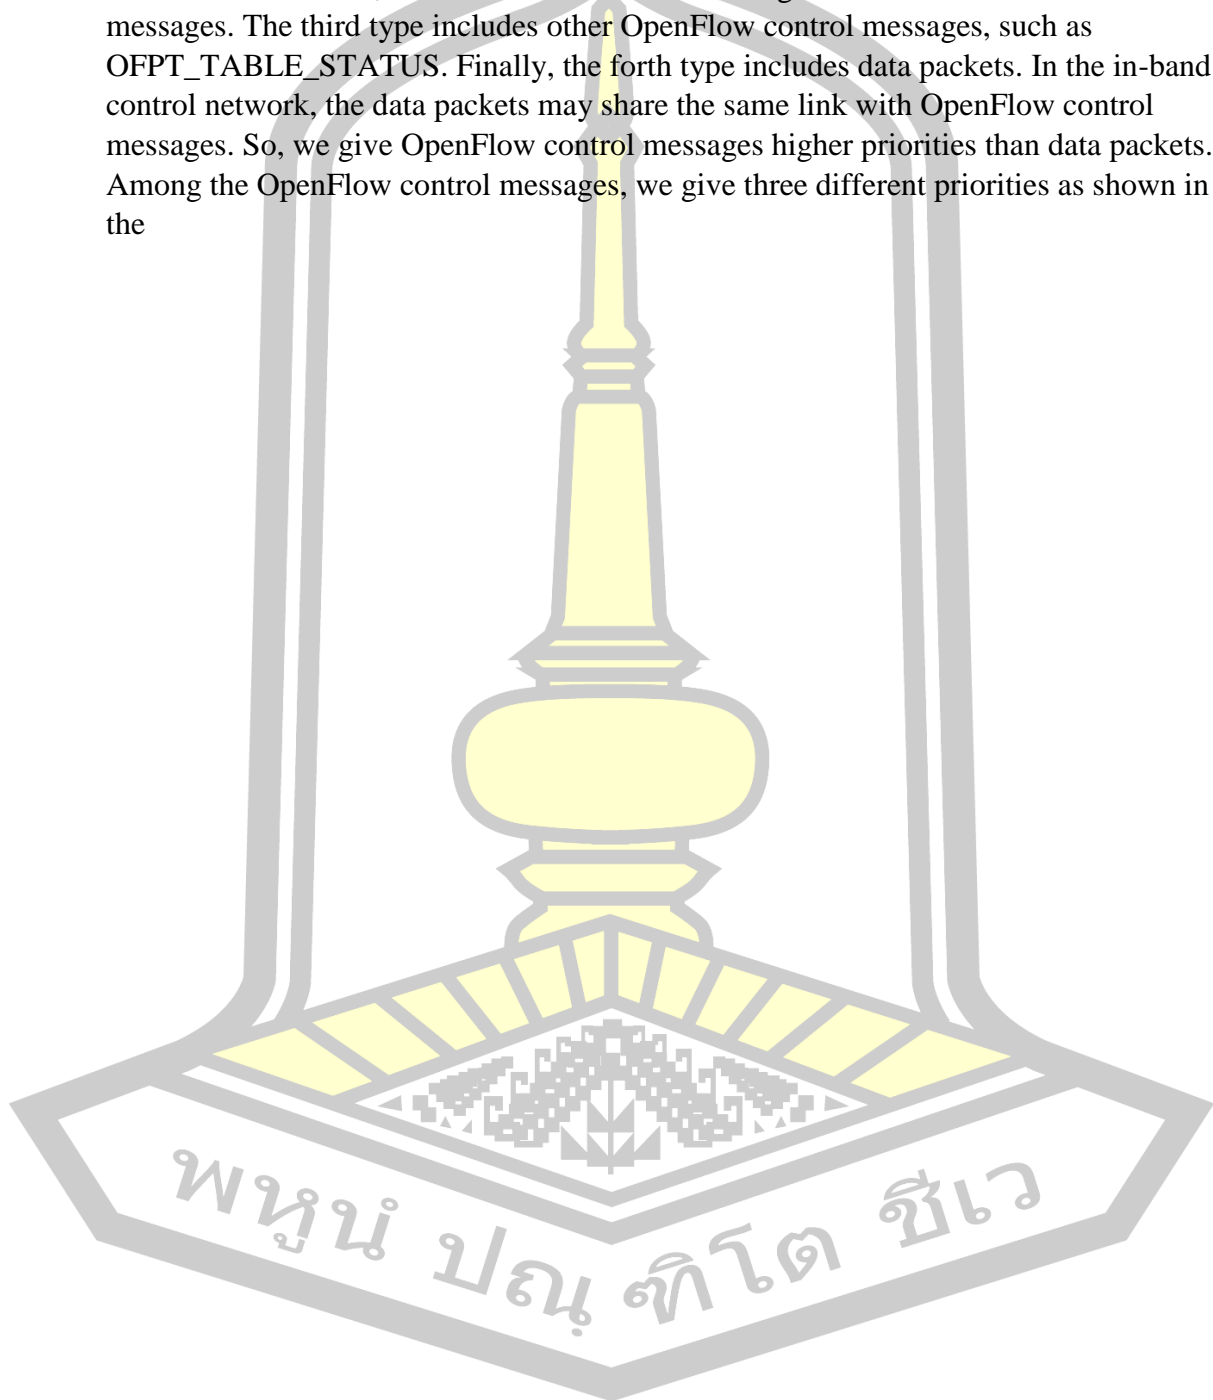 messages. The third type includes other OpenFlow control messages, such as
OFPT_TABLE_STATUS. Finally, the forth type includes data packets. In the in-band
control network, the data packets may share the same link with OpenFlow control
messages. So, we give OpenFlow control messages higher priorities than data packets.
Among the OpenFlow control messages, we give three different priorities as shown in
the
พหูนํ ปณฺฑิโต ชีเว